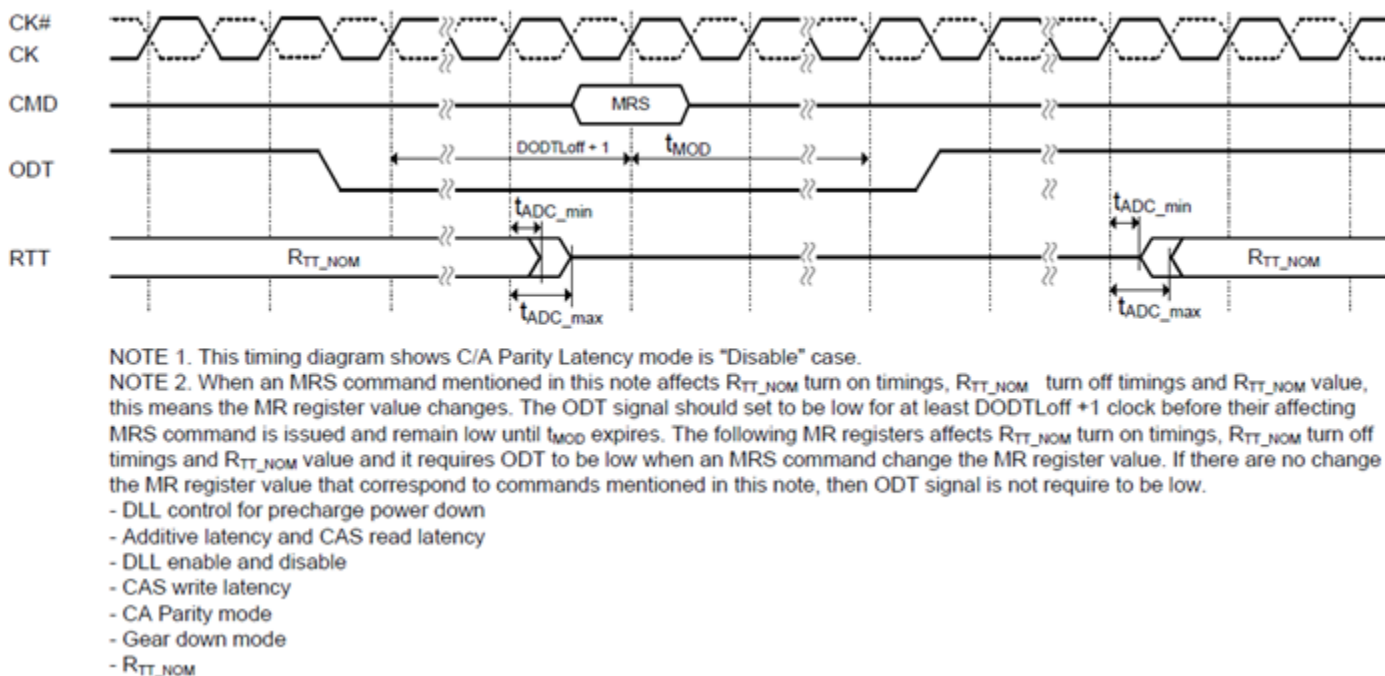 CK#
CK
CMD
MRS
DODTLoff + 1
tMOD
ODT
tADC_min
tADC_min
RTT
RTT_NOM
RTT_NOM
tADC_max
tADC_max
NOTE 1. This timing diagram shows C/A Parity Latency mode is "Disable" case.
NOTE 2. When an MRS command mentioned in this note affects RTT_NOM turn on timings, RTT_NOM turn off timings and RTT_NOM value,
this means the MR register value changes. The ODT signal should set to be low for at least DODTLoff +1 clock before their affecting
MRS command is issued and remain low until tMOD expires. The following MR registers affects RTT_NOM turn on timings, RTT_NOM turn off
timings and RTT_NOM value and it requires ODT to be low when an MRS command change the MR register value. If there are no change
the MR register value that correspond to commands mentioned in this note, then ODT signal is not require to be low.
- DLL control for precharge power down
- Additive latency and CAS read latency
- DLL enable and disable
- CAS write latency
- CA Parity mode
- Gear down mode
- RTT_NOM